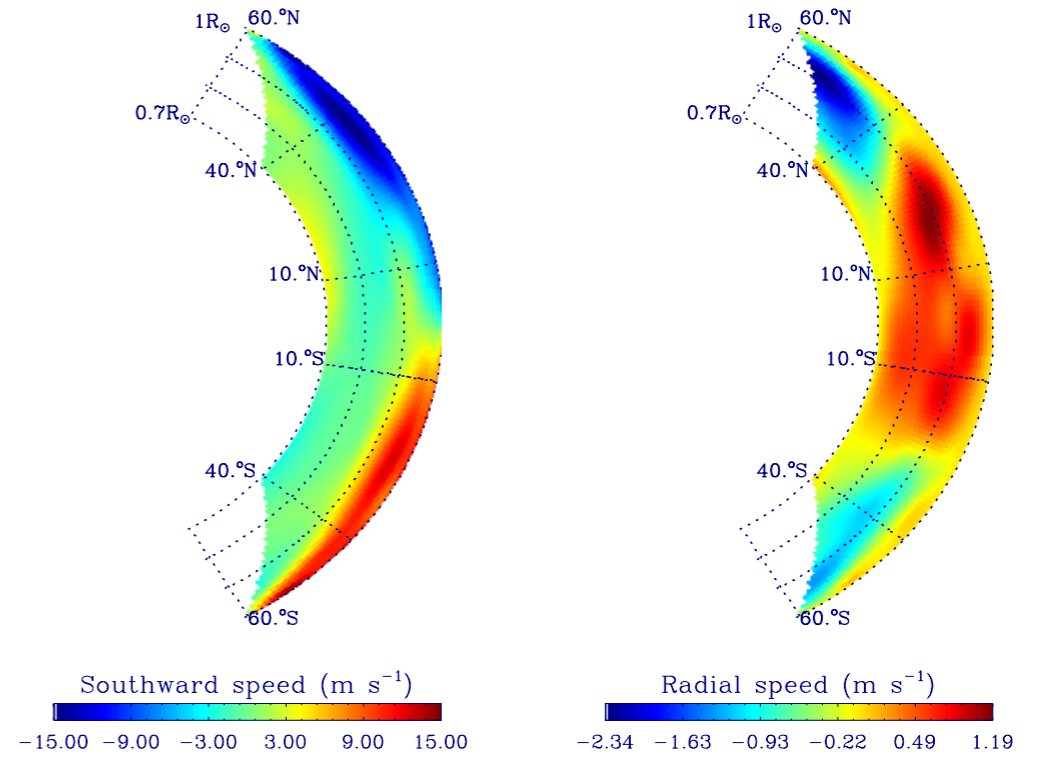 1R☉ 60.°N
0.7R☉
40.°N
10.°N
10.°S
40.°S
60.°S
Southward speed (m s⁻¹)
−15.00 −9.00 −3.00 3.00 9.00 15.00
1R☉ 60.°N
0.7R☉
40.°N
10.°N
10.°S
40.°S
60.°S
Radial speed (m s⁻¹)
−2.34 −1.63 −0.93 −0.22 0.49 1.19